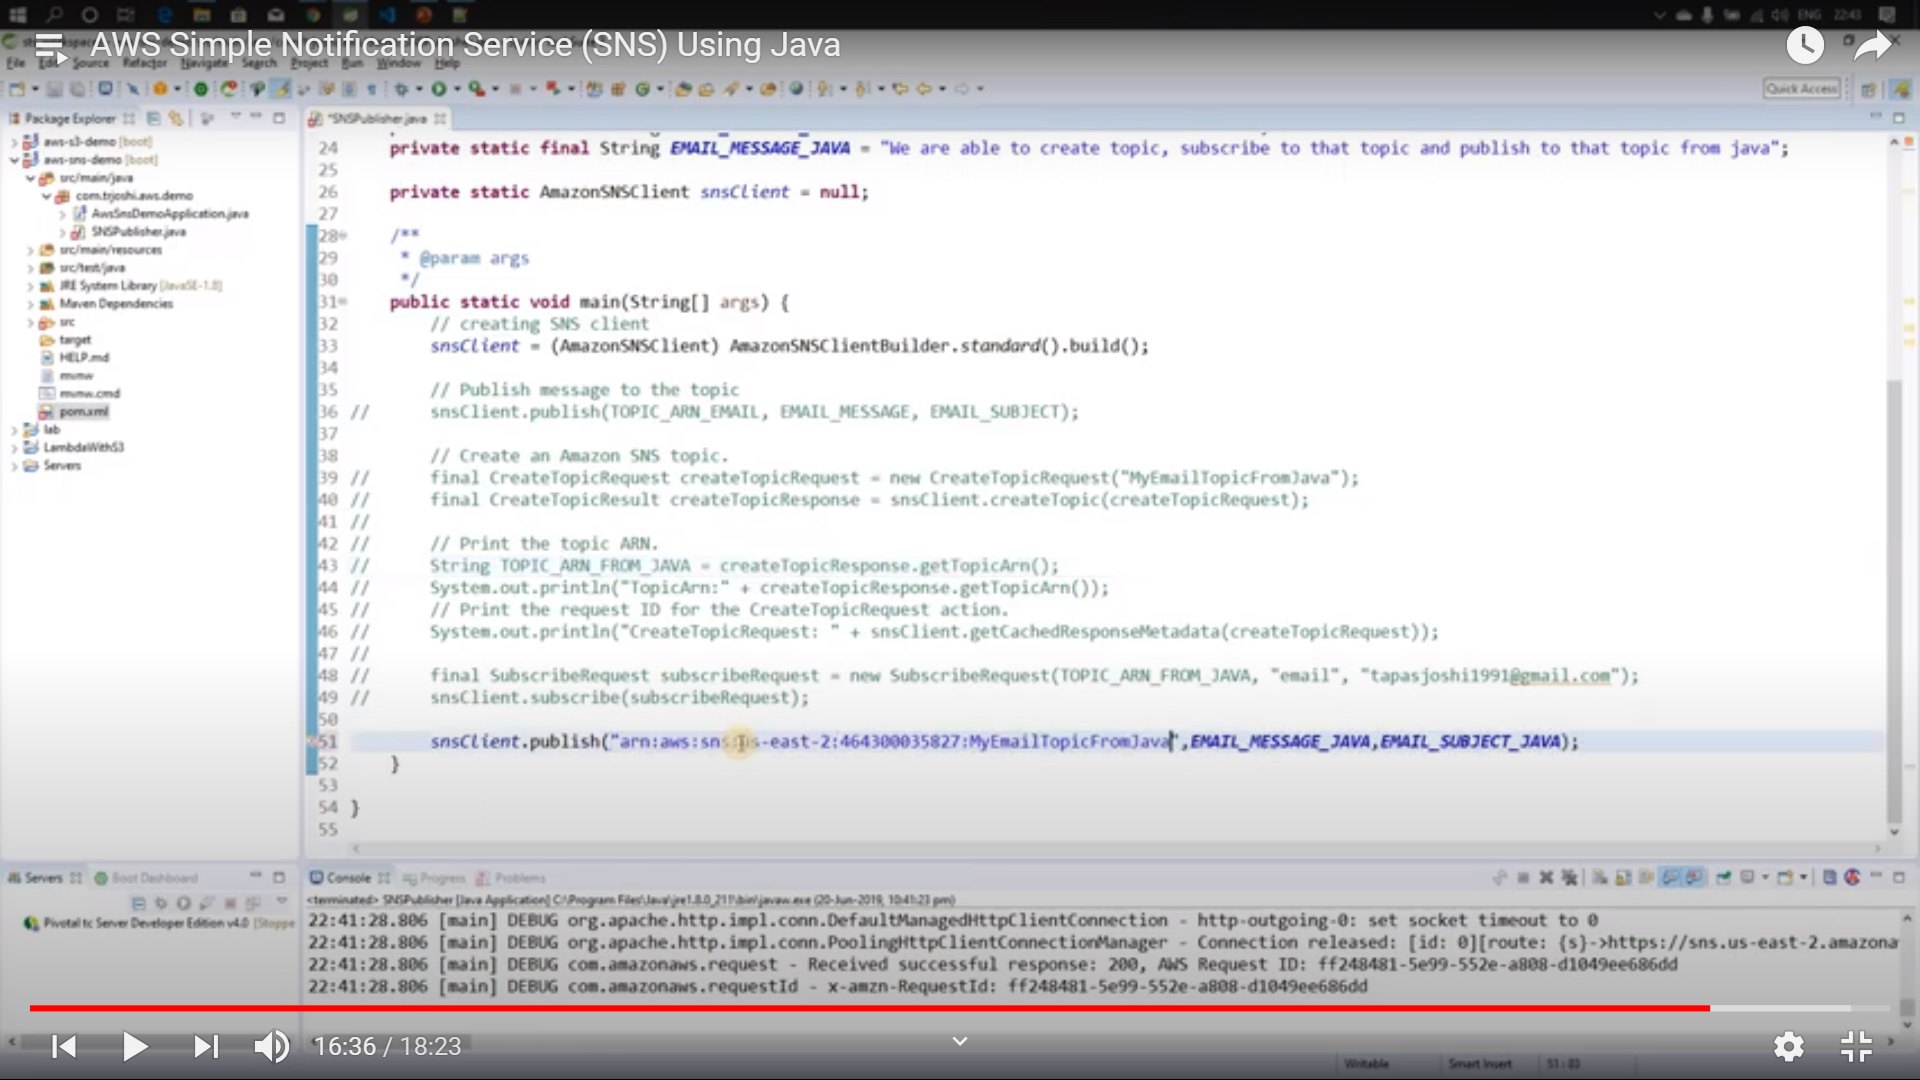 AWS Simple Notification Service (SNS) Using Java
ENG 22:43
File Edit Source Refactor Navigate Search Project Run Window Help
Quick Access
Package Explorer
*SNSPublisher.java
aws-s3-demo [boot]
aws-sns-demo [boot]
src/main/java
com.trjoshi.aws.demo
AwsSnsDemoApplication.java
SNSPublisher.java
src/main/resources
src/test/java
JRE System Library [JavaSE-1.8]
Maven Dependencies
src
target
HELP.md
mvnw
mvnw.cmd
pom.xml
lab
LambdaWithS3
Servers
24 private static final String EMAIL_MESSAGE_JAVA = "We are able to create topic, subscribe to that topic and publish to that topic from java";
25
26 private static AmazonSNSClient snsClient = null;
27
28 /**
29 * @param args
30 */
31 public static void main(String[] args) {
32 // creating SNS client
33 snsClient = (AmazonSNSClient) AmazonSNSClientBuilder.standard().build();
34
35 // Publish message to the topic
36 // snsClient.publish(TOPIC_ARN_EMAIL, EMAIL_MESSAGE, EMAIL_SUBJECT);
37
38 // Create an Amazon SNS topic.
39 // final CreateTopicRequest createTopicRequest = new CreateTopicRequest("MyEmailTopicFromJava");
40 // final CreateTopicResult createTopicResponse = snsClient.createTopic(createTopicRequest);
41 //
42 // // Print the topic ARN.
43 // String TOPIC_ARN_FROM_JAVA = createTopicResponse.getTopicArn();
44 // System.out.println("TopicArn:" + createTopicResponse.getTopicArn());
45 // // Print the request ID for the CreateTopicRequest action.
46 // System.out.println("CreateTopicRequest: " + snsClient.getCachedResponseMetadata(createTopicRequest));
47 //
48 // final SubscribeRequest subscribeRequest = new SubscribeRequest(TOPIC_ARN_FROM_JAVA, "email", "tapasjoshi1991@gmail.com");
49 // snsClient.subscribe(subscribeRequest);
50
51 snsClient.publish("arn:aws:sns:us-east-2:464300035827:MyEmailTopicFromJava",EMAIL_MESSAGE_JAVA,EMAIL_SUBJECT_JAVA);
52 }
53
54 }
55
Servers Boot Dashboard
Pivotal tc Server Developer Edition v4.0 [Stoppe
Console Progress Problems
<terminated> SNSPublisher [Java Application] C:\Program Files\Java\jre1.8.0_211\bin\javaw.exe (20-Jun-2019, 10:41:23 pm)
22:41:28.806 [main] DEBUG org.apache.http.impl.conn.DefaultManagedHttpClientConnection - http-outgoing-0: set socket timeout to 0
22:41:28.806 [main] DEBUG org.apache.http.impl.conn.PoolingHttpClientConnectionManager - Connection released: [id: 0][route: {s}->https://sns.us-east-2.amazona
22:41:28.806 [main] DEBUG com.amazonaws.request - Received successful response: 200, AWS Request ID: ff248481-5e99-552e-a808-d1049ee686dd
22:41:28.806 [main] DEBUG com.amazonaws.requestId - x-amzn-RequestId: ff248481-5e99-552e-a808-d1049ee686dd
16:36 / 18:23
Writable Smart Insert 51 : 83